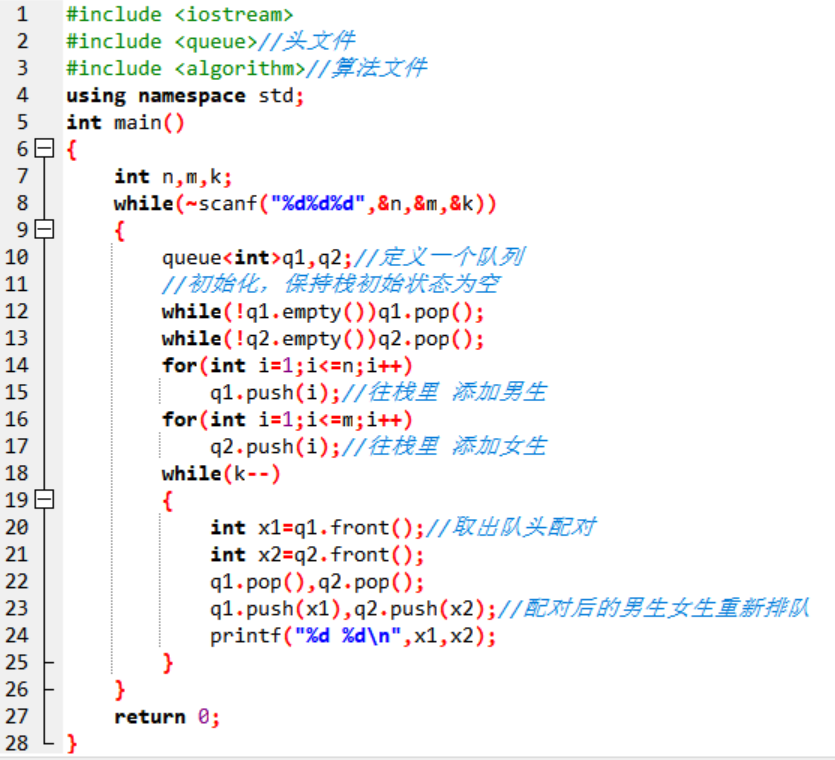 1 #include <iostream>
2 #include <queue>//头文件
3 #include <algorithm>//算法文件
4 using namespace std;
5 int main()
6 {
7 int n,m,k;
8 while(~scanf("%d%d%d",&n,&m,&k))
9 {
10 queue<int>q1,q2;//定义一个队列
11 //初始化，保持栈初始状态为空
12 while(!q1.empty())q1.pop();
13 while(!q2.empty())q2.pop();
14 for(int i=1;i<=n;i++)
15 q1.push(i);//往栈里 添加男生
16 for(int i=1;i<=m;i++)
17 q2.push(i);//往栈里 添加女生
18 while(k--)
19 {
20 int x1=q1.front();//取出队头配对
21 int x2=q2.front();
22 q1.pop(),q2.pop();
23 q1.push(x1),q2.push(x2);//配对后的男生女生重新排队
24 printf("%d %d\n",x1,x2);
25 }
26 }
27 return 0;
28 }